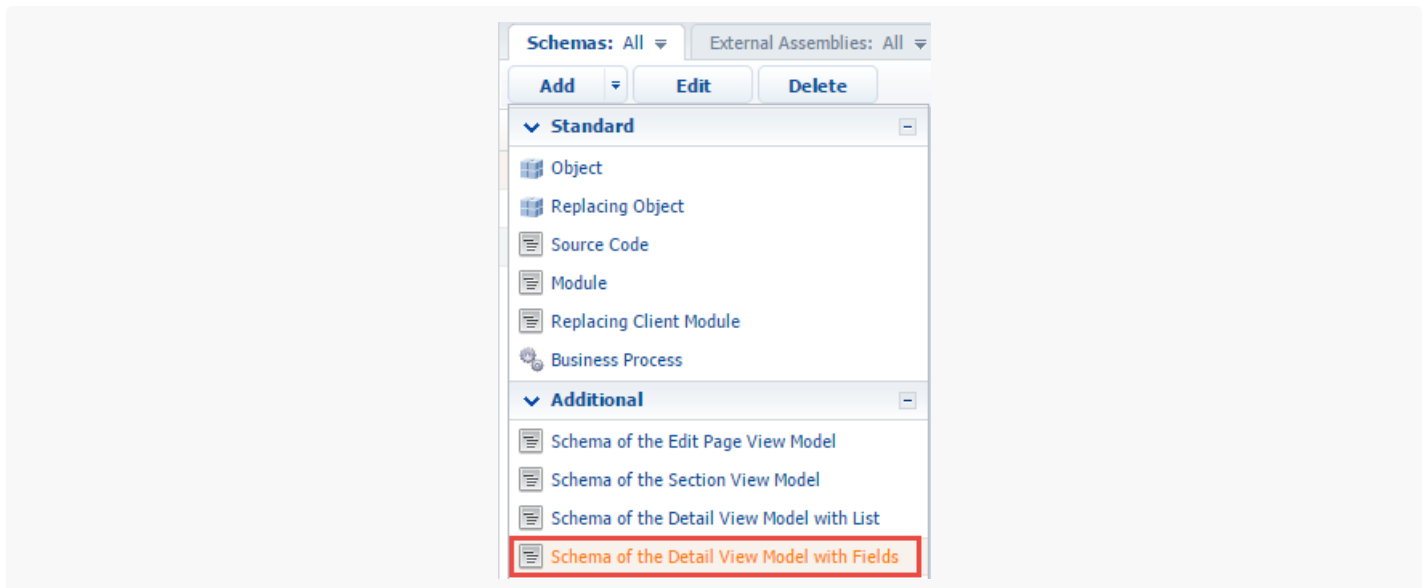 Schemas: All External Assemblies: All
Add Edit Delete
Standard
Object
Replacing Object
Source Code
Module
Replacing Client Module
Business Process
Additional
Schema of the Edit Page View Model
Schema of the Section View Model
Schema of the Detail View Model with List
Schema of the Detail View Model with Fields